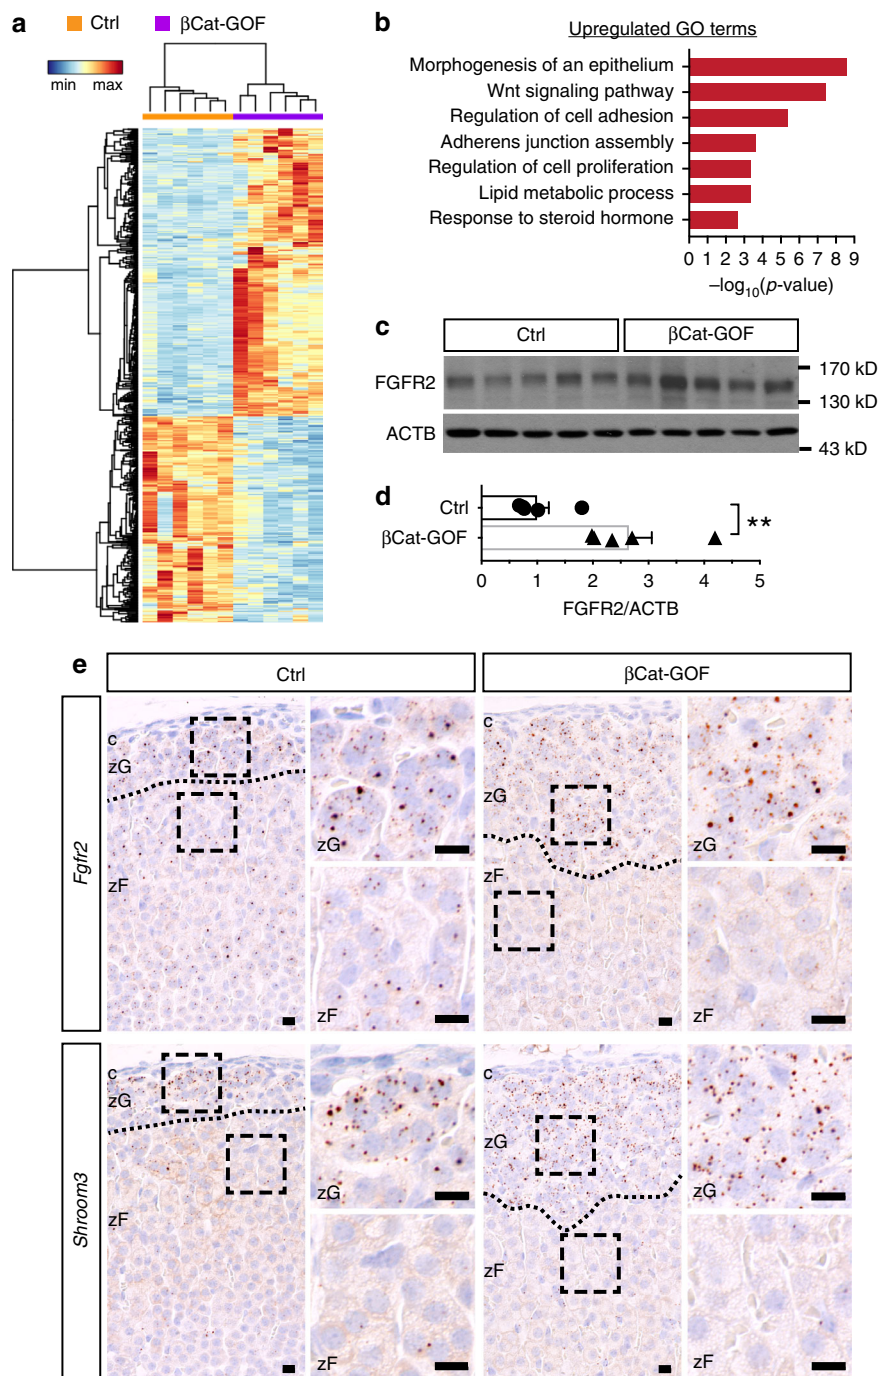 a
Ctrl
βCat-GOF
min
max
b
Upregulated GO terms
Morphogenesis of an epithelium
Wnt signaling pathway
Regulation of cell adhesion
Adherens junction assembly
Regulation of cell proliferation
Lipid metabolic process
Response to steroid hormone
0 1 2 3 4 5 6 7 8 9
–log10(p-value)
c
Ctrl
βCat-GOF
FGFR2
170 kD
130 kD
ACTB
43 kD
d
Ctrl
βCat-GOF
**
0 1 2 3 4 5
FGFR2/ACTB
e
Ctrl
βCat-GOF
Fgfr2
c
zG
zF
zG
zF
c
zG
zF
zG
zF
Shroom3
c
zG
zF
zG
zF
c
zG
zF
zG
zF